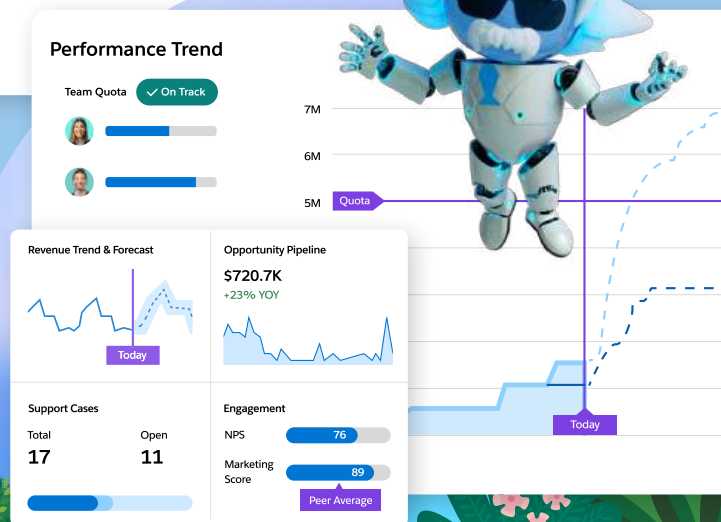 Performance Trend
Team Quota
On Track
7M
6M
5M
Quota
Today
Revenue Trend & Forecast
Today
Opportunity Pipeline
$720.7K
+23% YOY
Support Cases
Total
17
Open
11
Engagement
NPS
76
Marketing
Score
89
Peer Average